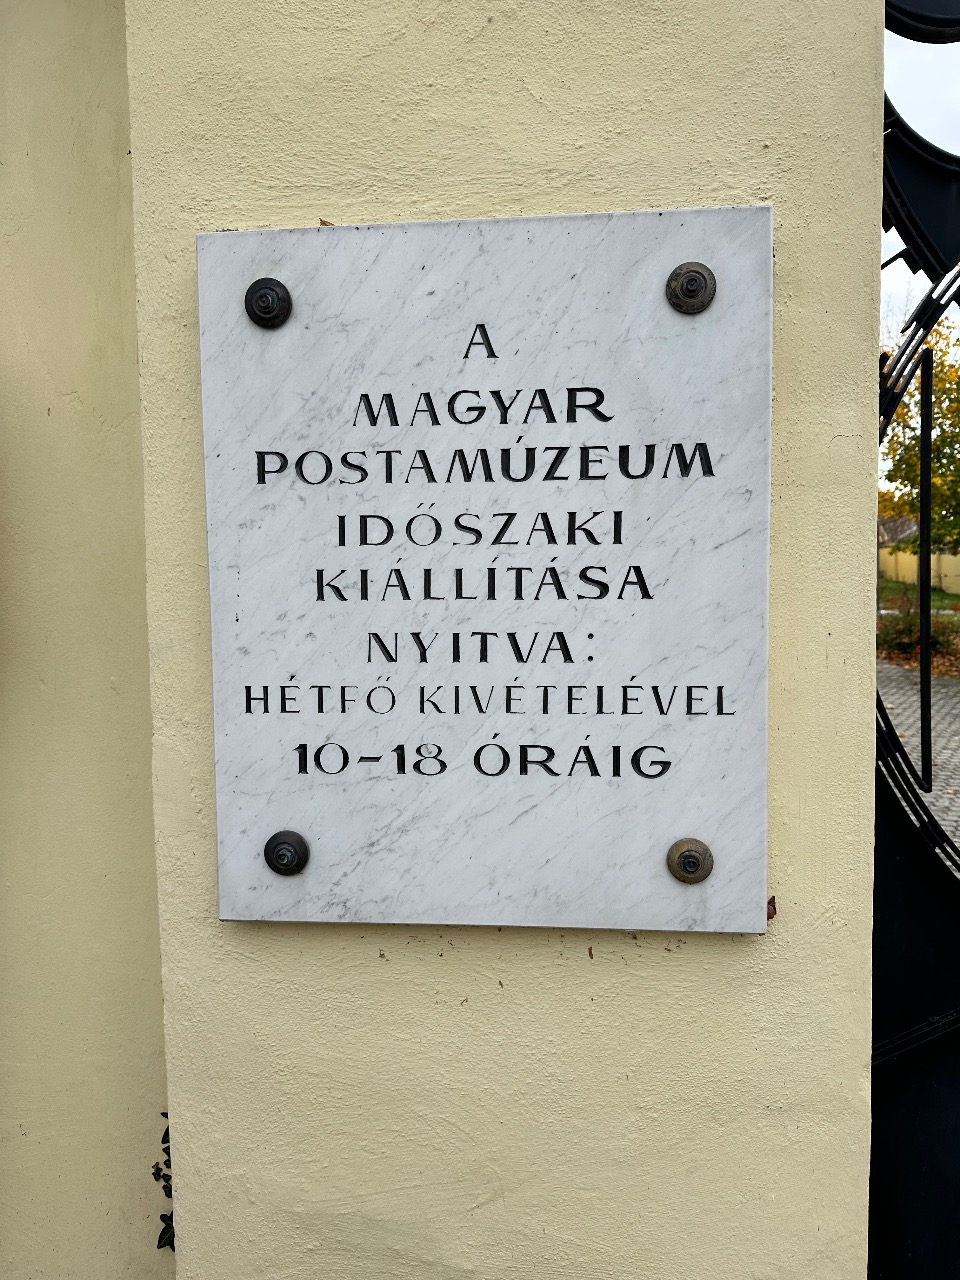 A
MAGYAR
POSTAMÚZEUM
IDŐSZAKI
KIÁLLÍTÁSA
NYITVA:
HÉTFŐ KIVÉTELÉVEL
10-18 ÓRÁIG